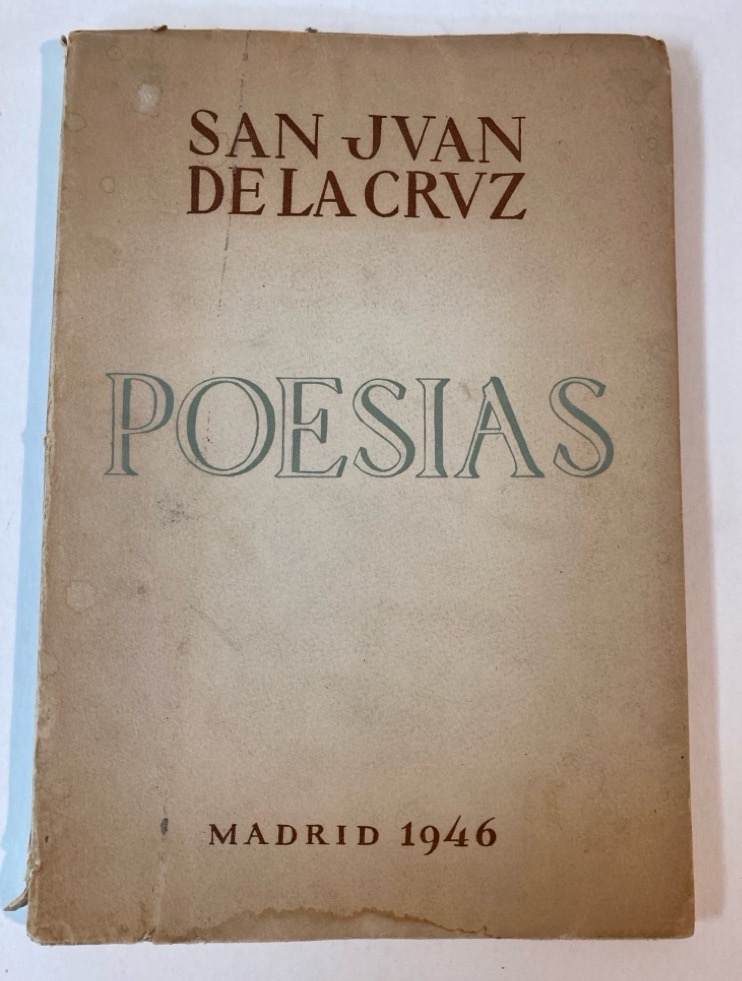 SAN JVAN
DE LA CRVZ
POESIAS
MADRID 1946